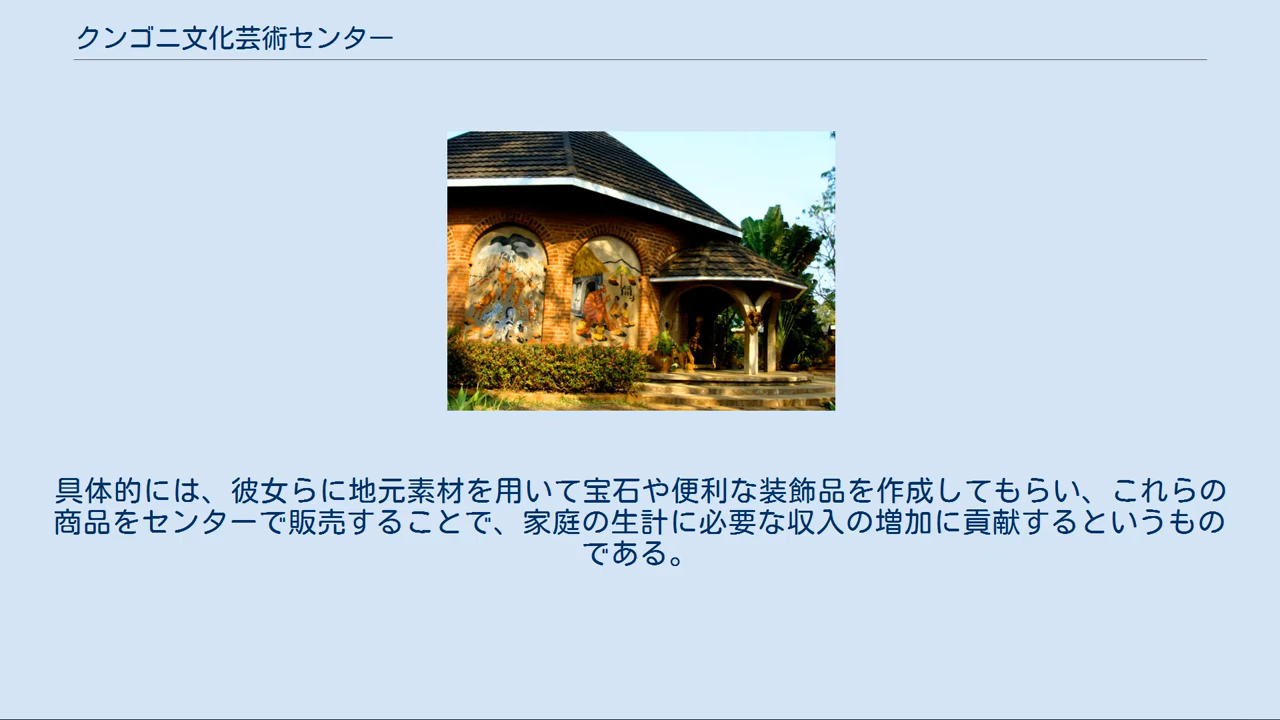 クンゴニ文化芸術センター
具体的には、彼女らに地元素材を用いて宝石や便利な装飾品を作成してもらい、これらの
商品をセンターで販売することで、家庭の生計に必要な収入の増加に貢献するというもの
である。